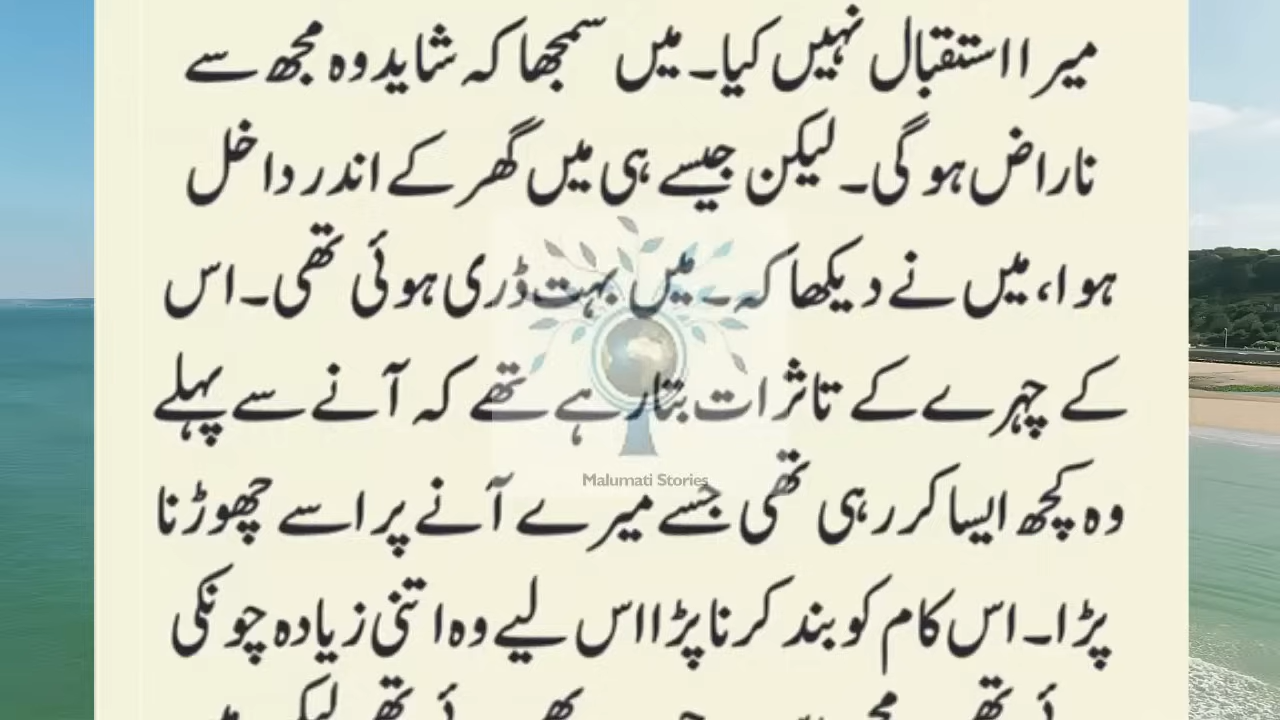 میرا استقبال نہیں کیا۔ میں سمجھا کہ شاید وہ مجھ سے
ناراض ہو گی۔ لیکن جیسے ہی میں گھر کے اندر داخل
ہوا، میں نے دیکھا کہ۔ میں بہت ڈری ہوئی تھی۔ اس
کے چہرے کے تاثرات بتا رہے تھے کہ آنے سے پہلے
Malumati Stories
وہ کچھ ایسا کر رہی تھی جسے میرے آنے پر اسے چھوڑنا
پڑا۔ اس کام کو بند کرنا پڑا اس لیے وہ اتنی زیادہ چونکی